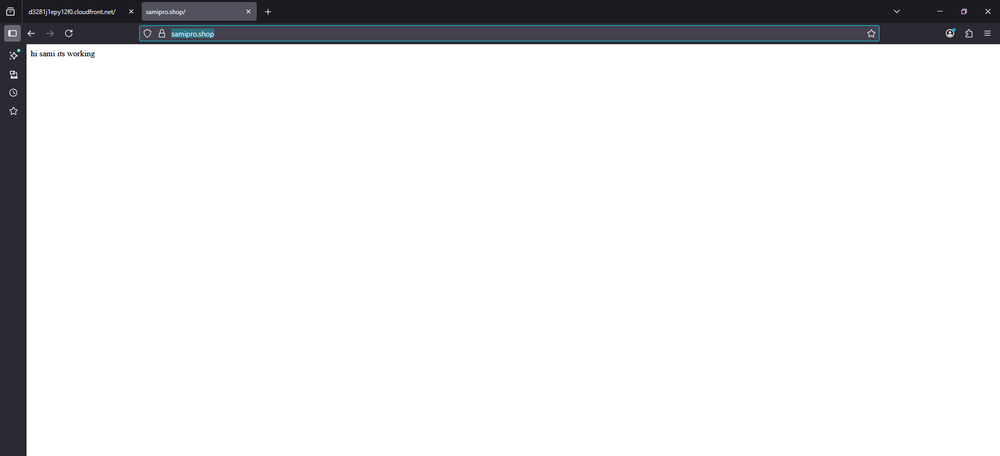 d3281j1epy12f0.cloudfront.net/
samipro.shop/
samipro.shop
hi sami its working